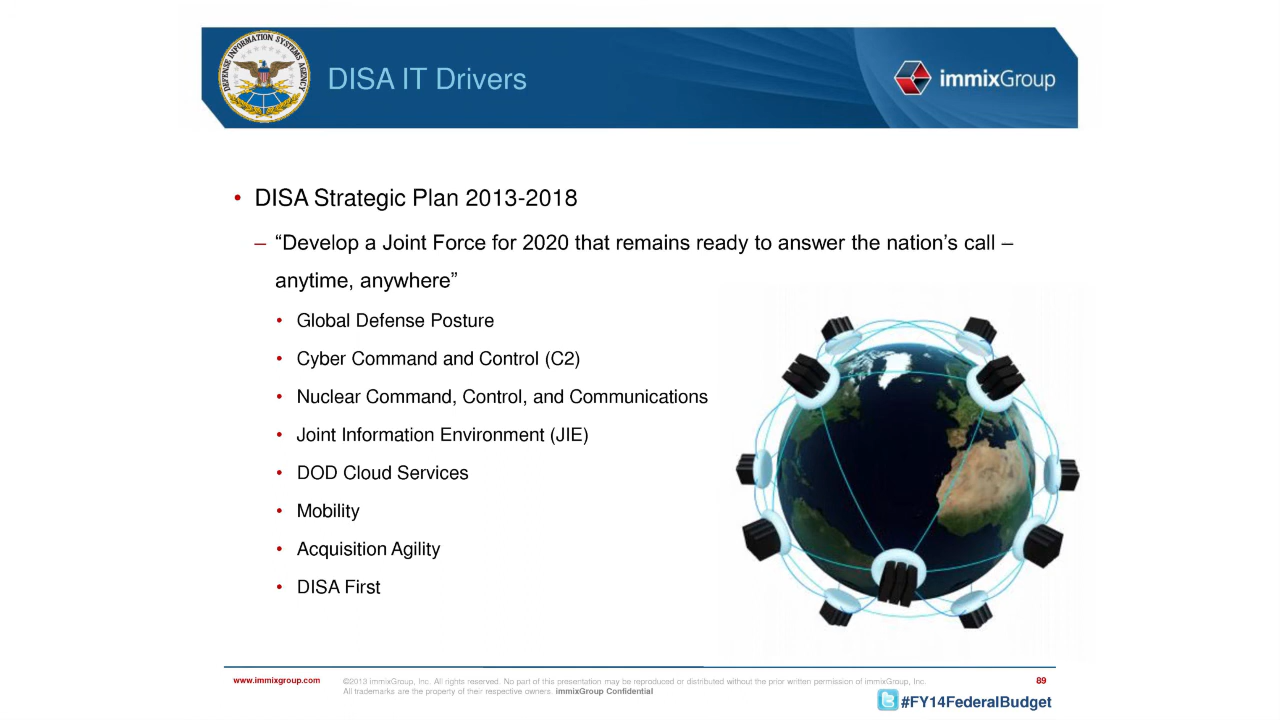 DEFENSE INFORMATION SYSTEMS AGENCY
DISA IT Drivers
immixGroup
• DISA Strategic Plan 2013-2018
– “Develop a Joint Force for 2020 that remains ready to answer the nation’s call –
anytime, anywhere”
• Global Defense Posture
• Cyber Command and Control (C2)
• Nuclear Command, Control, and Communications
• Joint Information Environment (JIE)
• DOD Cloud Services
• Mobility
• Acquisition Agility
• DISA First
www.immixgroup.com
©2013 immixGroup, Inc. All rights reserved. No part of this presentation may be reproduced or distributed without the prior written permission of immixGroup, Inc.
All trademarks are the property of their respective owners. immixGroup Confidential
89
#FY14FederalBudget